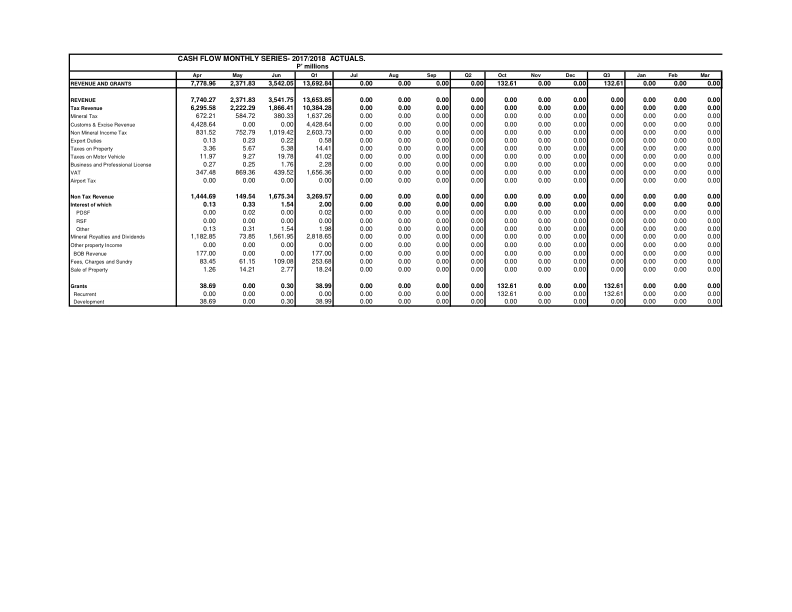 CASH FLOW MONTHLY SERIES- 2017/2018 ACTUALS.
P' millions
Apr May Jun Q1 Jul Aug Sep Q2 Oct Nov Dec Q3 Jan Feb Mar
REVENUE AND GRANTS 7,778.96 2,371.83 3,542.05 13,692.84 0.00 0.00 0.00 0.00 132.61 0.00 0.00 132.61 0.00 0.00 0.00
REVENUE 7,740.27 2,371.83 3,541.75 13,653.85 0.00 0.00 0.00 0.00 0.00 0.00 0.00 0.00 0.00 0.00 0.00
Tax Revenue 6,295.58 2,222.29 1,866.41 10,384.28 0.00 0.00 0.00 0.00 0.00 0.00 0.00 0.00 0.00 0.00 0.00
Mineral Tax 672.21 584.72 380.33 1,637.26 0.00 0.00 0.00 0.00 0.00 0.00 0.00 0.00 0.00 0.00 0.00
Customs & Excise Revenue 4,428.64 0.00 0.00 4,428.64 0.00 0.00 0.00 0.00 0.00 0.00 0.00 0.00 0.00 0.00 0.00
Non Mineral Income Tax 831.52 752.79 1,019.42 2,603.73 0.00 0.00 0.00 0.00 0.00 0.00 0.00 0.00 0.00 0.00 0.00
Export Duties 0.13 0.23 0.22 0.58 0.00 0.00 0.00 0.00 0.00 0.00 0.00 0.00 0.00 0.00 0.00
Taxes on Property 3.36 5.67 5.38 14.41 0.00 0.00 0.00 0.00 0.00 0.00 0.00 0.00 0.00 0.00 0.00
Taxes on Motor Vehicle 11.97 9.27 19.78 41.02 0.00 0.00 0.00 0.00 0.00 0.00 0.00 0.00 0.00 0.00 0.00
Business and Professional License 0.27 0.25 1.76 2.28 0.00 0.00 0.00 0.00 0.00 0.00 0.00 0.00 0.00 0.00 0.00
VAT 347.48 869.36 439.52 1,656.36 0.00 0.00 0.00 0.00 0.00 0.00 0.00 0.00 0.00 0.00 0.00
Airport Tax 0.00 0.00 0.00 0.00 0.00 0.00 0.00 0.00 0.00 0.00 0.00 0.00 0.00 0.00 0.00
Non Tax Revenue 1,444.69 149.54 1,675.34 3,269.57 0.00 0.00 0.00 0.00 0.00 0.00 0.00 0.00 0.00 0.00 0.00
Interest of which 0.13 0.33 1.54 2.00 0.00 0.00 0.00 0.00 0.00 0.00 0.00 0.00 0.00 0.00 0.00
PDSF 0.00 0.02 0.00 0.02 0.00 0.00 0.00 0.00 0.00 0.00 0.00 0.00 0.00 0.00 0.00
RSF 0.00 0.00 0.00 0.00 0.00 0.00 0.00 0.00 0.00 0.00 0.00 0.00 0.00 0.00 0.00
Other 0.13 0.31 1.54 1.98 0.00 0.00 0.00 0.00 0.00 0.00 0.00 0.00 0.00 0.00 0.00
Mineral Royalties and Dividends 1,182.85 73.85 1,561.95 2,818.65 0.00 0.00 0.00 0.00 0.00 0.00 0.00 0.00 0.00 0.00 0.00
Other property Income 0.00 0.00 0.00 0.00 0.00 0.00 0.00 0.00 0.00 0.00 0.00 0.00 0.00 0.00 0.00
BOB Revenue 177.00 0.00 0.00 177.00 0.00 0.00 0.00 0.00 0.00 0.00 0.00 0.00 0.00 0.00 0.00
Fees, Charges and Sundry 83.45 61.15 109.08 253.68 0.00 0.00 0.00 0.00 0.00 0.00 0.00 0.00 0.00 0.00 0.00
Sale of Property 1.26 14.21 2.77 18.24 0.00 0.00 0.00 0.00 0.00 0.00 0.00 0.00 0.00 0.00 0.00
Grants 38.69 0.00 0.30 38.99 0.00 0.00 0.00 0.00 132.61 0.00 0.00 132.61 0.00 0.00 0.00
Recurrent 0.00 0.00 0.00 0.00 0.00 0.00 0.00 0.00 132.61 0.00 0.00 132.61 0.00 0.00 0.00
Development 38.69 0.00 0.30 38.99 0.00 0.00 0.00 0.00 0.00 0.00 0.00 0.00 0.00 0.00 0.00